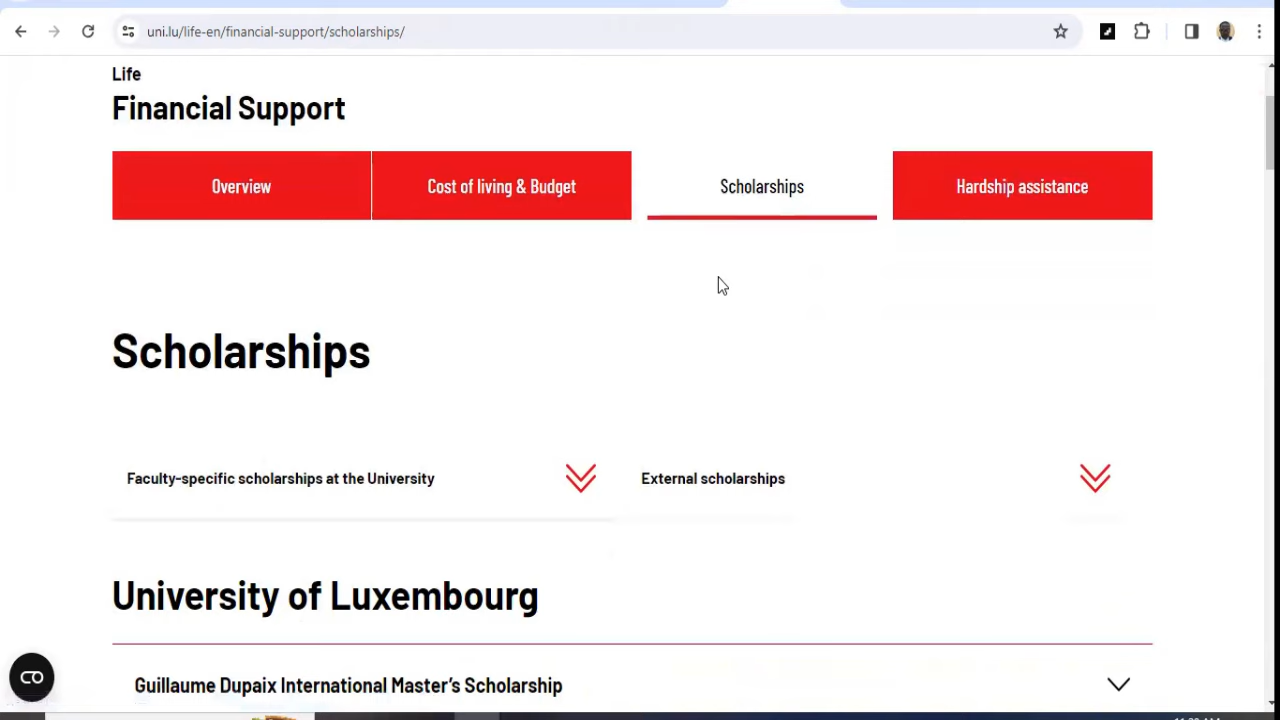 uni.lu/life-en/financial-support/scholarships/
Life
Financial Support
Overview
Cost of living & Budget
Scholarships
Hardship assistance
Scholarships
Faculty-specific scholarships at the University
External scholarships
University of Luxembourg
Guillaume Dupaix International Master's Scholarship